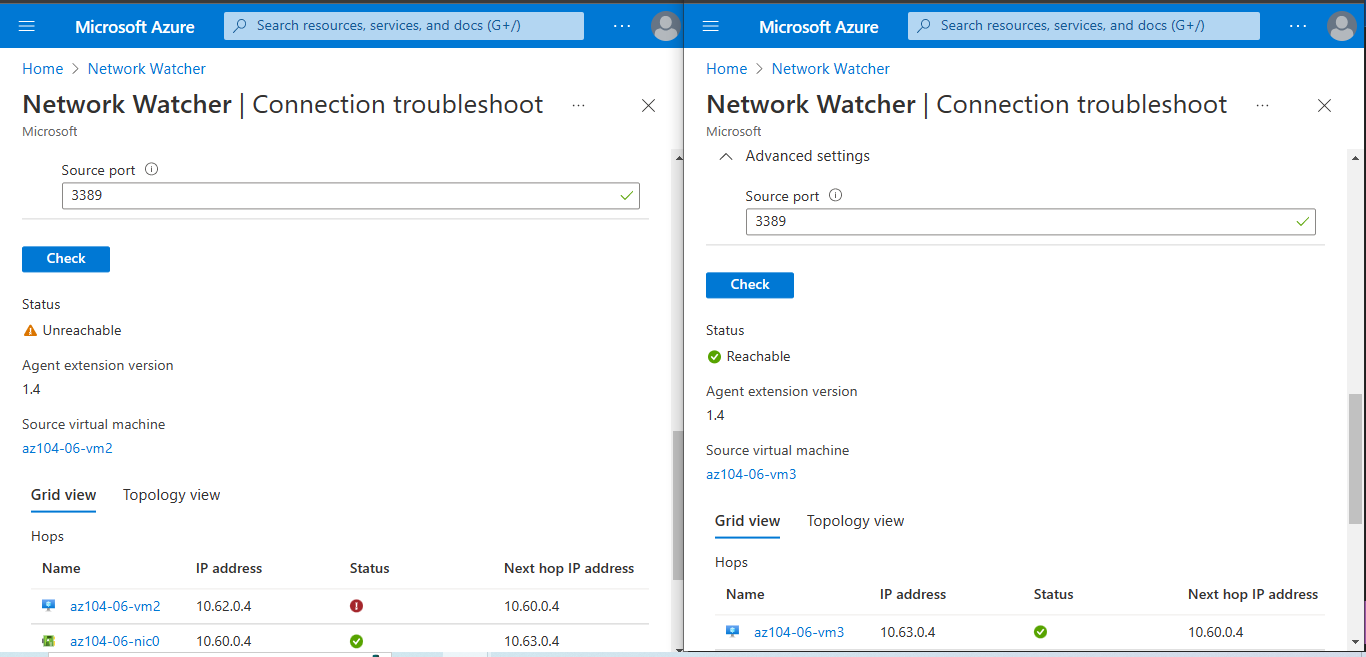 Microsoft Azure
Search resources, services, and docs (G+/)
Home > Network Watcher
Network Watcher | Connection troubleshoot
Microsoft
Source port
3389
Check
Status
Unreachable
Agent extension version
1.4
Source virtual machine
az104-06-vm2
Grid view Topology view
Hops
Name IP address Status Next hop IP address
az104-06-vm2 10.62.0.4 10.60.0.4
az104-06-nic0 10.60.0.4 10.63.0.4
Microsoft Azure
Search resources, services, and docs (G+/)
Home > Network Watcher
Network Watcher | Connection troubleshoot
Microsoft
Advanced settings
Source port
3389
Check
Status
Reachable
Agent extension version
1.4
Source virtual machine
az104-06-vm3
Grid view Topology view
Hops
Name IP address Status Next hop IP address
az104-06-vm3 10.63.0.4 10.60.0.4